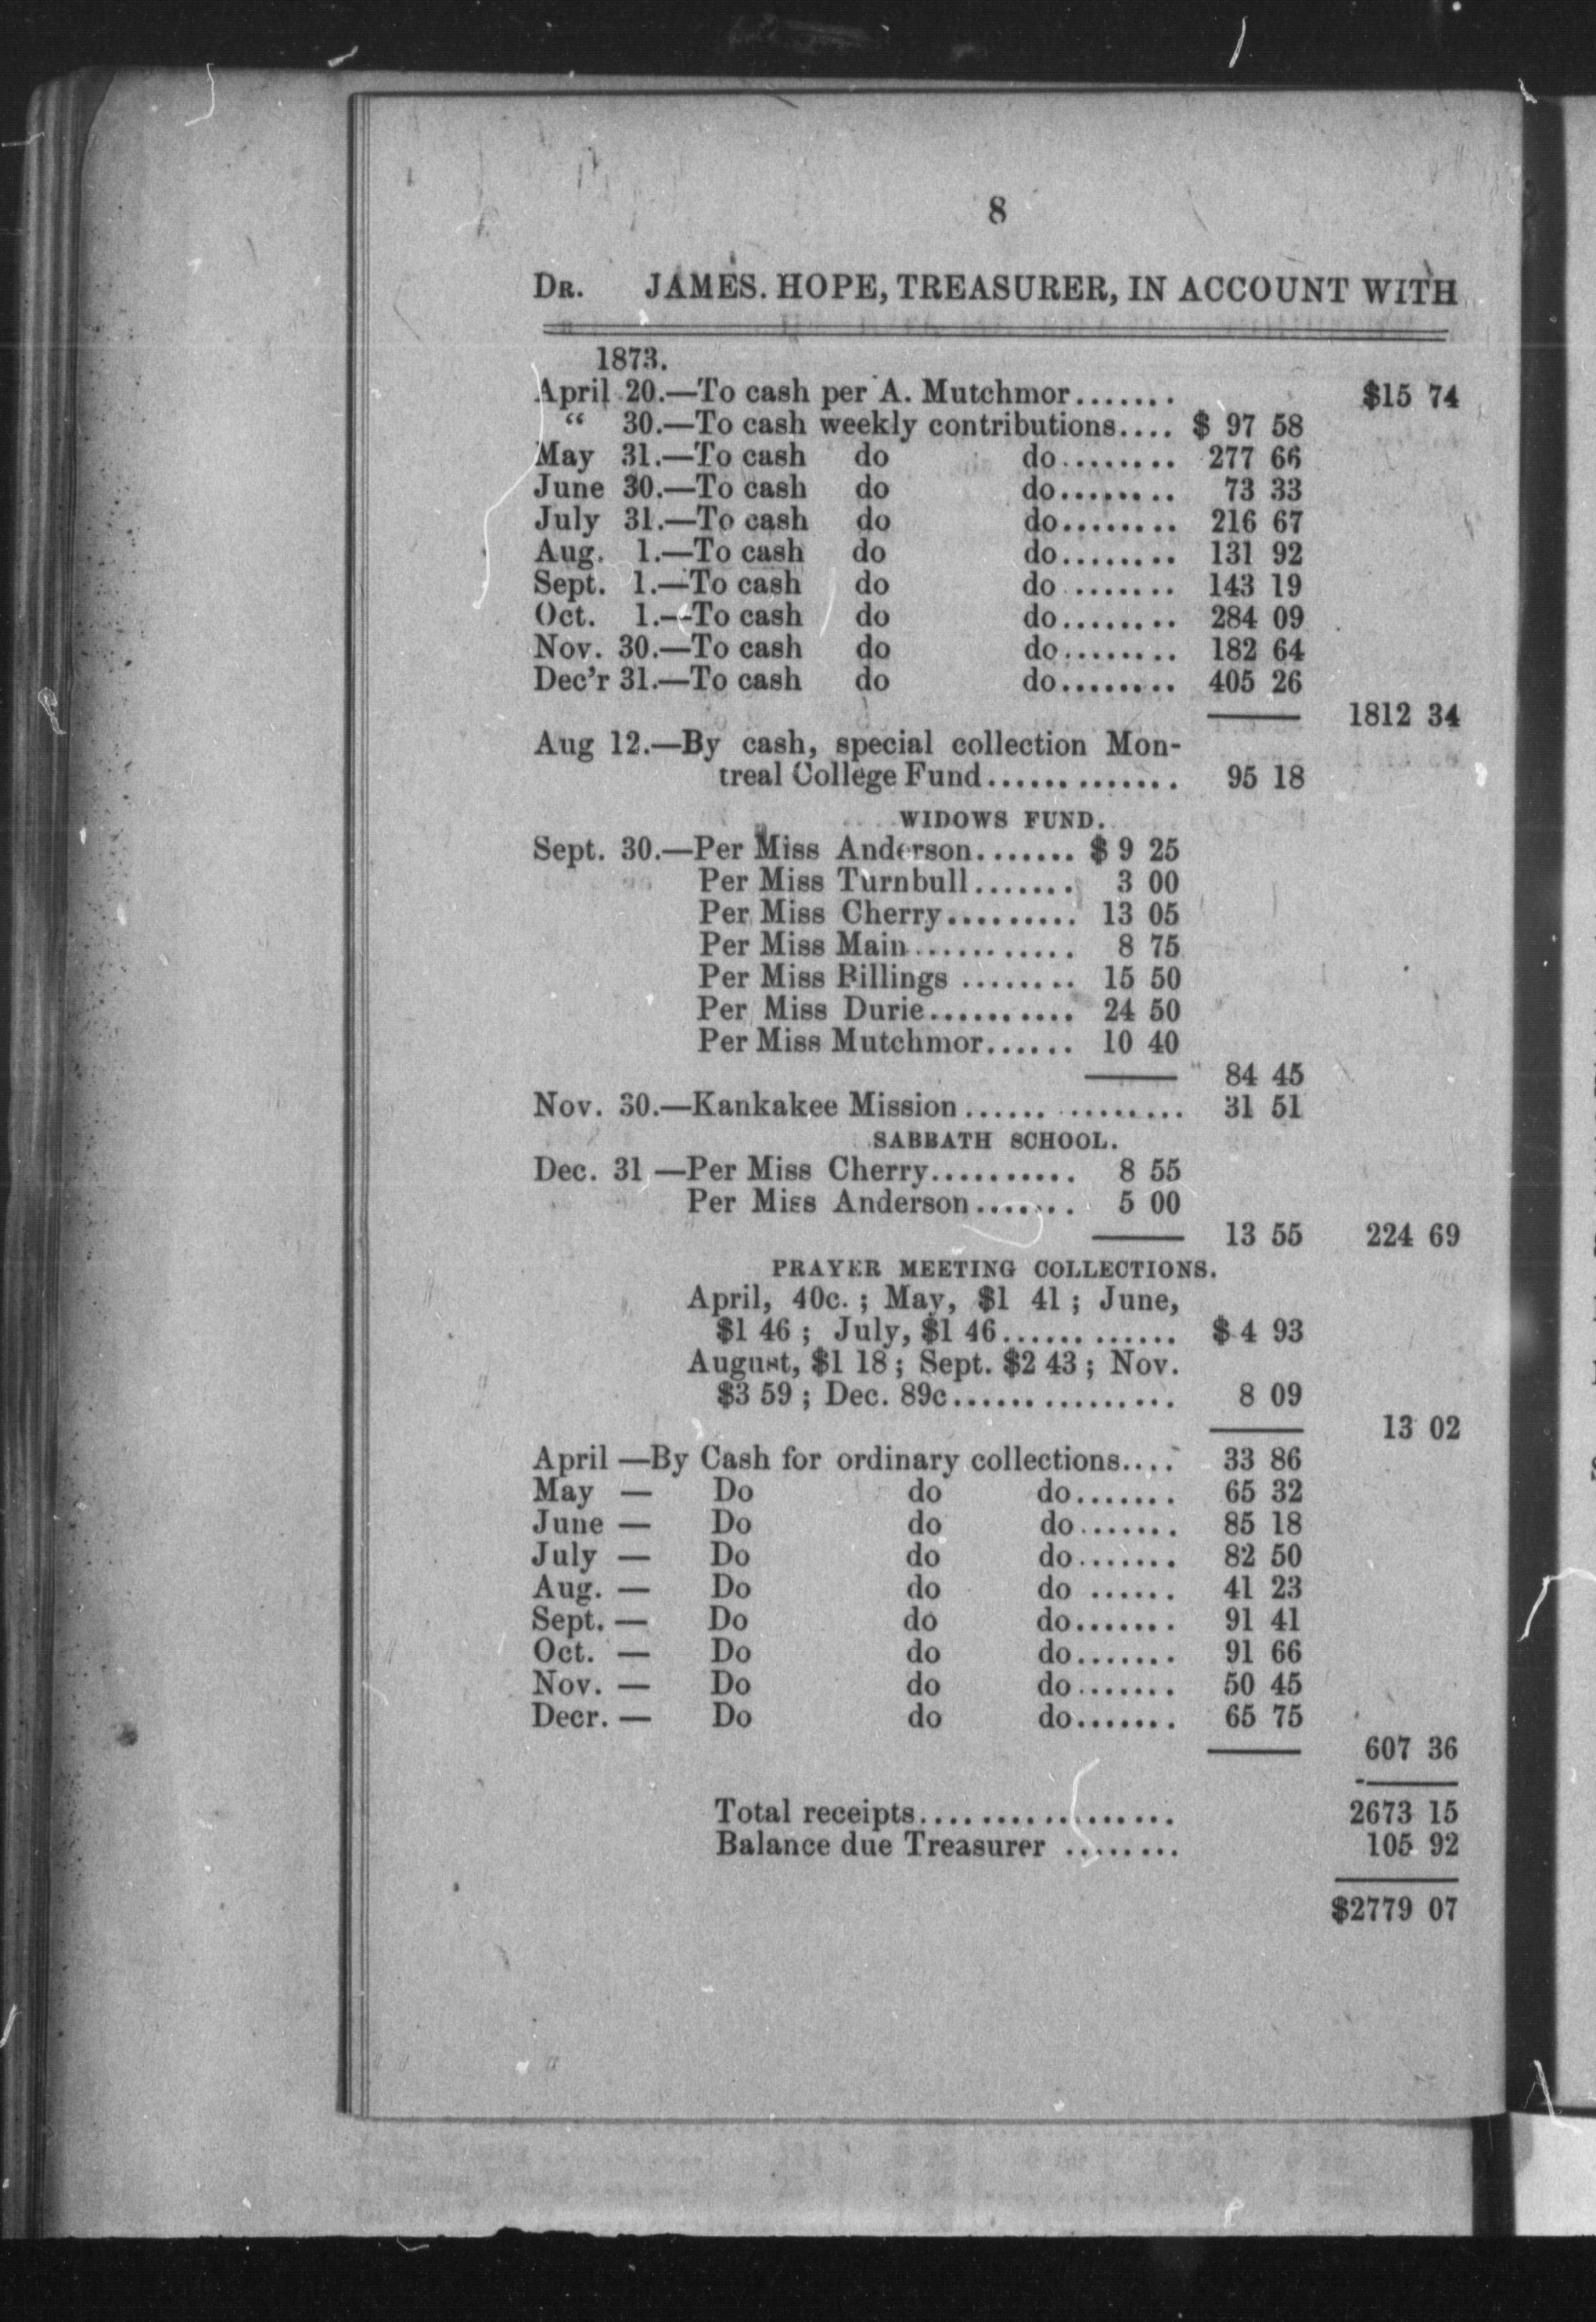 8
DR. JAMES. HOPE, TREASURER, IN ACCOUNT WITH
1873.
April 20.—To cash per A. Mutchmor....... $15 74
“ 30.—To cash weekly contributions.... $ 97 58
May 31.—To cash do do........ 277 66
June 30.—To cash do do........ 73 33
July 31.—To cash do do........ 216 67
Aug. 1.—To cash do do........ 131 92
Sept. 1.—To cash do do ....... 143 19
Oct. 1.—To cash do do........ 284 09
Nov. 30.—To cash do do........ 182 64
Dec'r 31.—To cash do do........ 405 26
1812 34
Aug 12.—By cash, special collection Mon-
treal College Fund............. 95 18
WIDOWS FUND.
Sept. 30.—Per Miss Anderson....... $ 9 25
Per Miss Turnbull....... 3 00
Per Miss Cherry......... 13 05
Per Miss Main........... 8 75
Per Miss Billings ........ 15 50
Per Miss Durie.......... 24 50
Per Miss Mutchmor...... 10 40
84 45
Nov. 30.—Kankakee Mission ...... ........ 31 51
SABBATH SCHOOL.
Dec. 31 —Per Miss Cherry.......... 8 55
Per Miss Anderson....... 5 00
13 55 224 69
PRAYER MEETING COLLECTIONS.
April, 40c. ; May, $1 41 ; June,
$1 46 ; July, $1 46............ $ 4 93
August, $1 18 ; Sept. $2 43 ; Nov.
$3 59 ; Dec. 89c............... 8 09
13 02
April —By Cash for ordinary collections.... 33 86
May — Do do do....... 65 32
June — Do do do....... 85 18
July — Do do do....... 82 50
Aug. — Do do do ...... 41 23
Sept. — Do do do....... 91 41
Oct. — Do do do....... 91 66
Nov. — Do do do....... 50 45
Decr. — Do do do....... 65 75
607 36
Total receipts................. 2673 15
Balance due Treasurer ........ 105 92
$2779 07